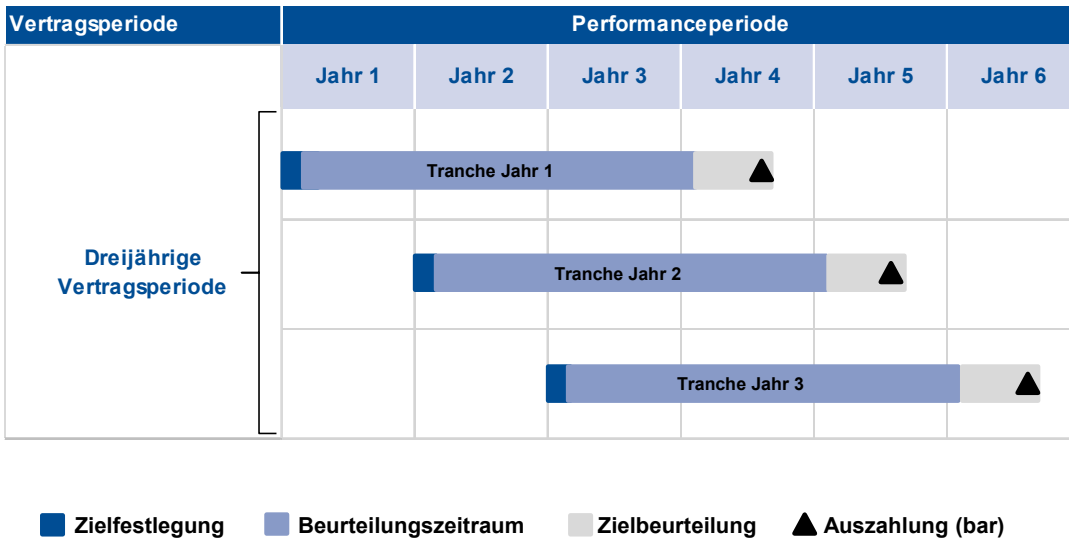 Vertragsperiode Performanceperiode
Jahr 1 Jahr 2 Jahr 3 Jahr 4 Jahr 5 Jahr 6
Tranche Jahr 1
Dreijährige
Vertragsperiode
Tranche Jahr 2
Tranche Jahr 3
Zielfestlegung Beurteilungszeitraum Zielbeurteilung Auszahlung (bar)